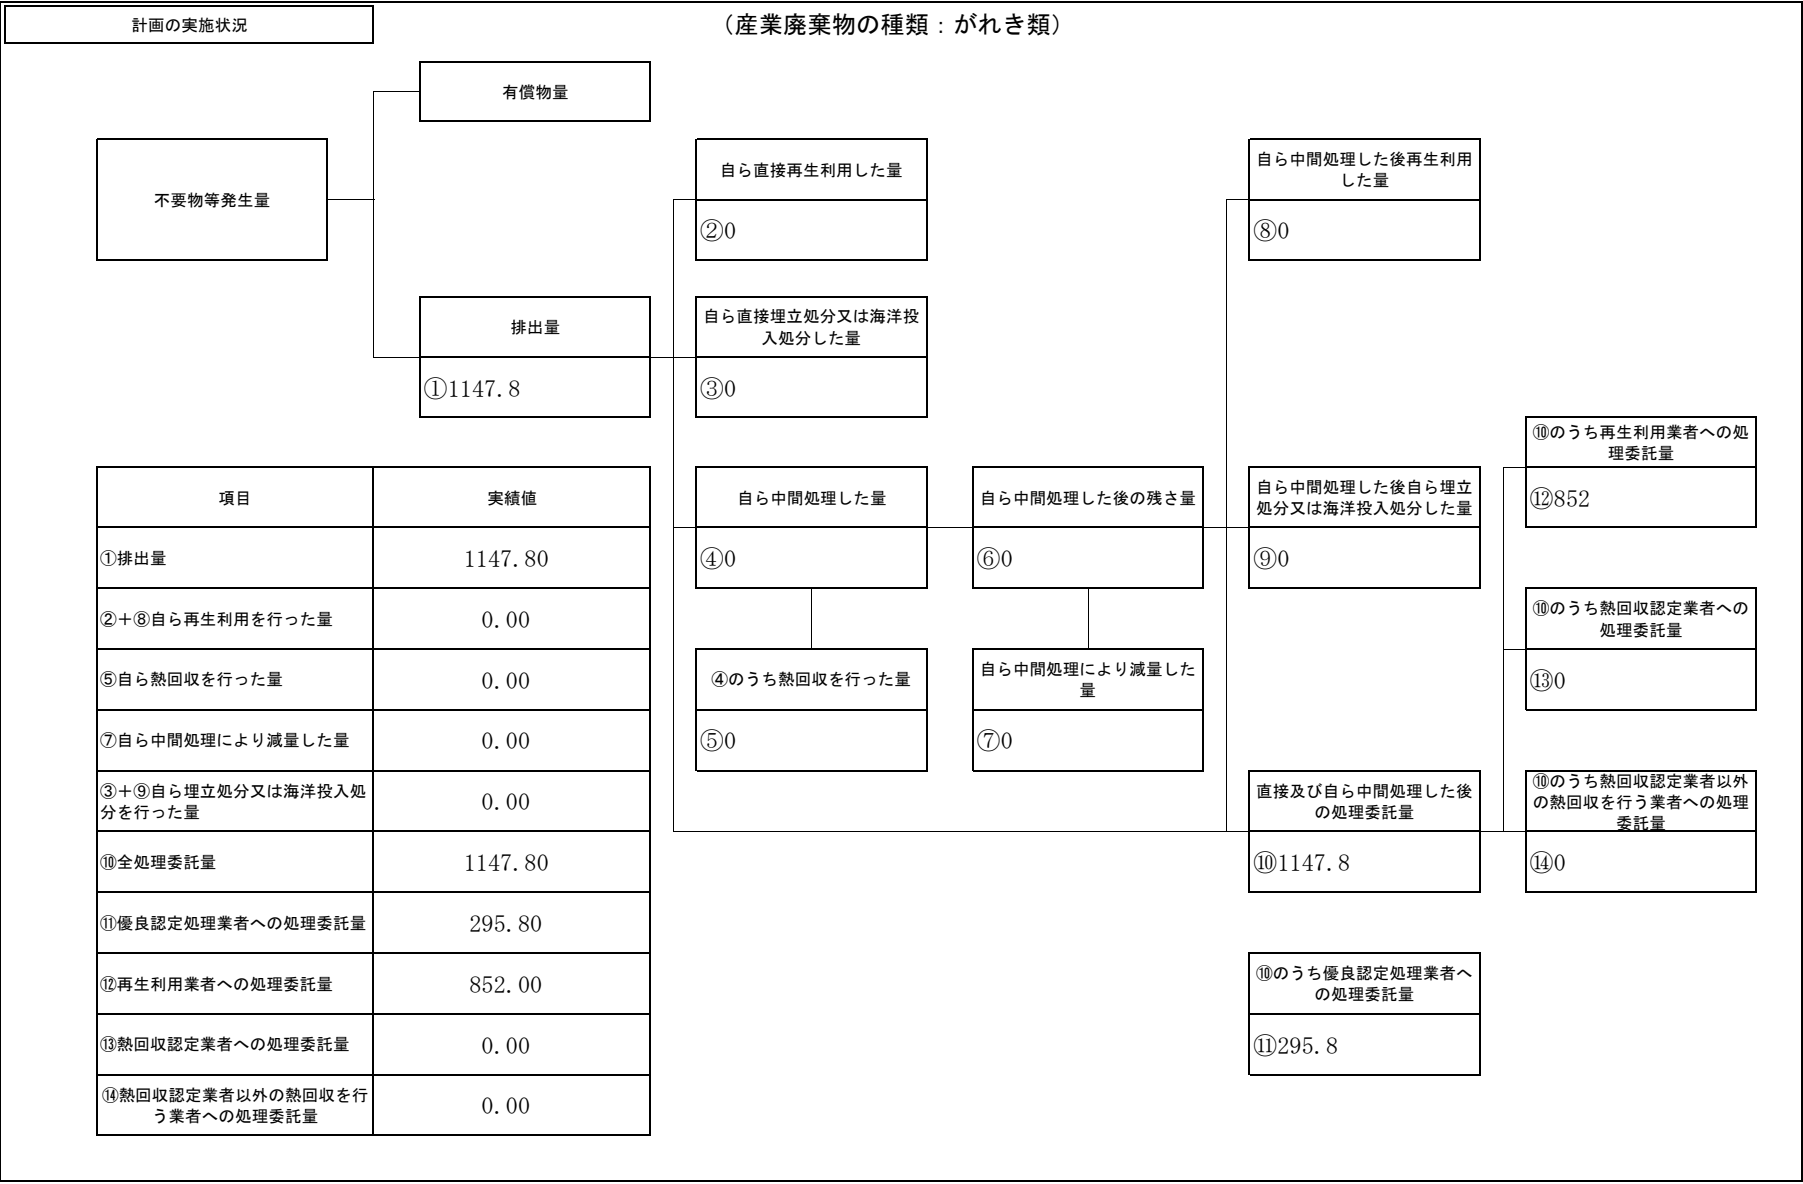 計画の実施状況
（産業廃棄物の種類：がれき類）
有償物量
不要物等発生量
自ら直接再生利用した量
②0
自ら中間処理した後再生利用
した量
⑧0
排出量
①1147.8
自ら直接埋立処分又は海洋投
入処分した量
③0
⑩のうち再生利用業者への処
理委託量
⑫852
自ら中間処理した量
④0
自ら中間処理した後の残さ量
⑥0
自ら中間処理した後自ら埋立
処分又は海洋投入処分した量
⑨0
⑩のうち熱回収認定業者への
処理委託量
⑬0
④のうち熱回収を行った量
⑤0
自ら中間処理により減量した
量
⑦0
直接及び自ら中間処理した後
の処理委託量
⑩1147.8
⑩のうち熱回収認定業者以外
の熱回収を行う業者への処理
委託量
⑭0
⑩のうち優良認定処理業者へ
の処理委託量
⑪295.8
項目 実績値
①排出量 1147.80
②＋⑧自ら再生利用を行った量 0.00
⑤自ら熱回収を行った量 0.00
⑦自ら中間処理により減量した量 0.00
③＋⑨自ら埋立処分又は海洋投入処
分を行った量 0.00
⑩全処理委託量 1147.80
⑪優良認定処理業者への処理委託量 295.80
⑫再生利用業者への処理委託量 852.00
⑬熱回収認定業者への処理委託量 0.00
⑭熱回収認定業者以外の熱回収を行
う業者への処理委託量 0.00